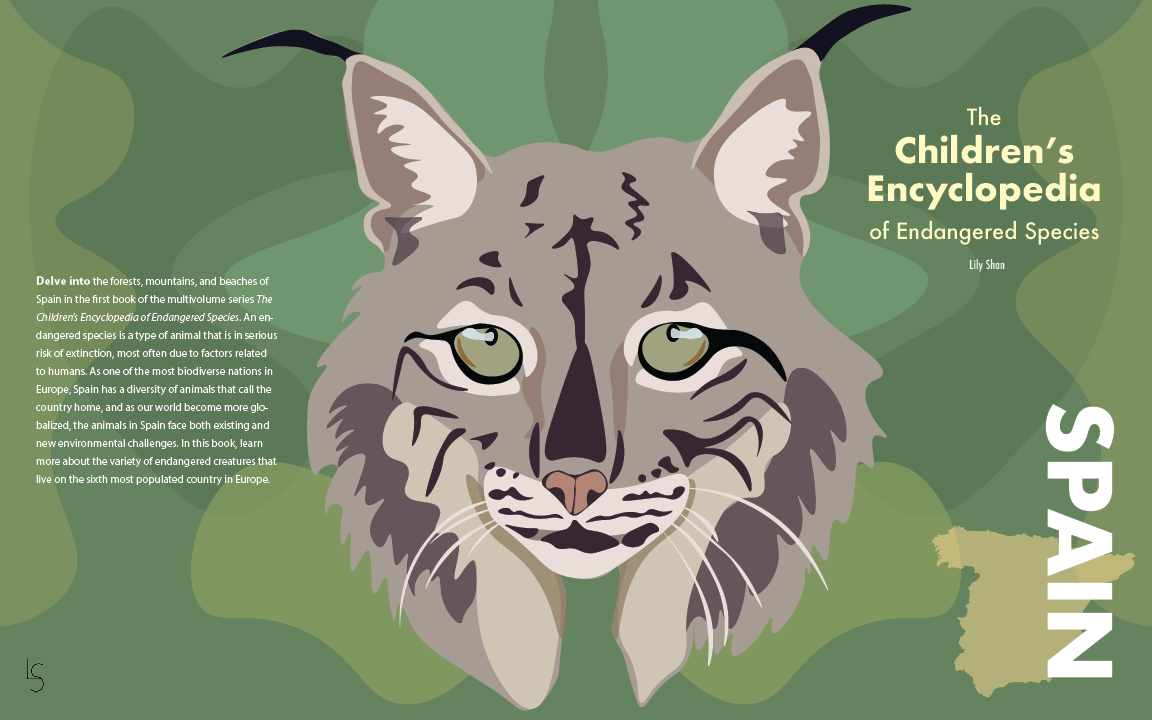 Delve into the forests, mountains, and beaches of
Spain in the first book of the multivolume series The
Children's Encyclopedia of Endangered Species. An en-
dangered species is a type of animal that is in serious
risk of extinction, most often due to factors related
to humans. As one of the most biodiverse nations in
Europe, Spain has a diversity of animals that call the
country home, and as our world become more glo-
balized, the animals in Spain face both existing and
new environmental challenges. In this book, learn
more about the variety of endangered creatures that
live on the sixth most populated country in Europe.
LS
The
Children's
Encyclopedia
of Endangered Species
Lily Shan
SPAIN